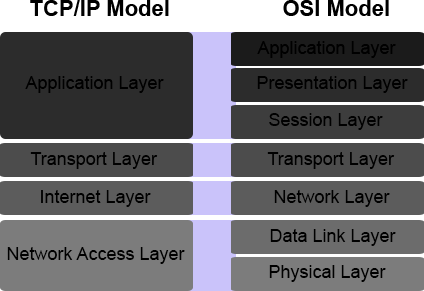 TCP/IP Model
OSI Model
Application Layer
Transport Layer
Internet Layer
Network Access Layer
Application Layer
Presentation Layer
Session Layer
Transport Layer
Network Layer
Data Link Layer
Physical Layer